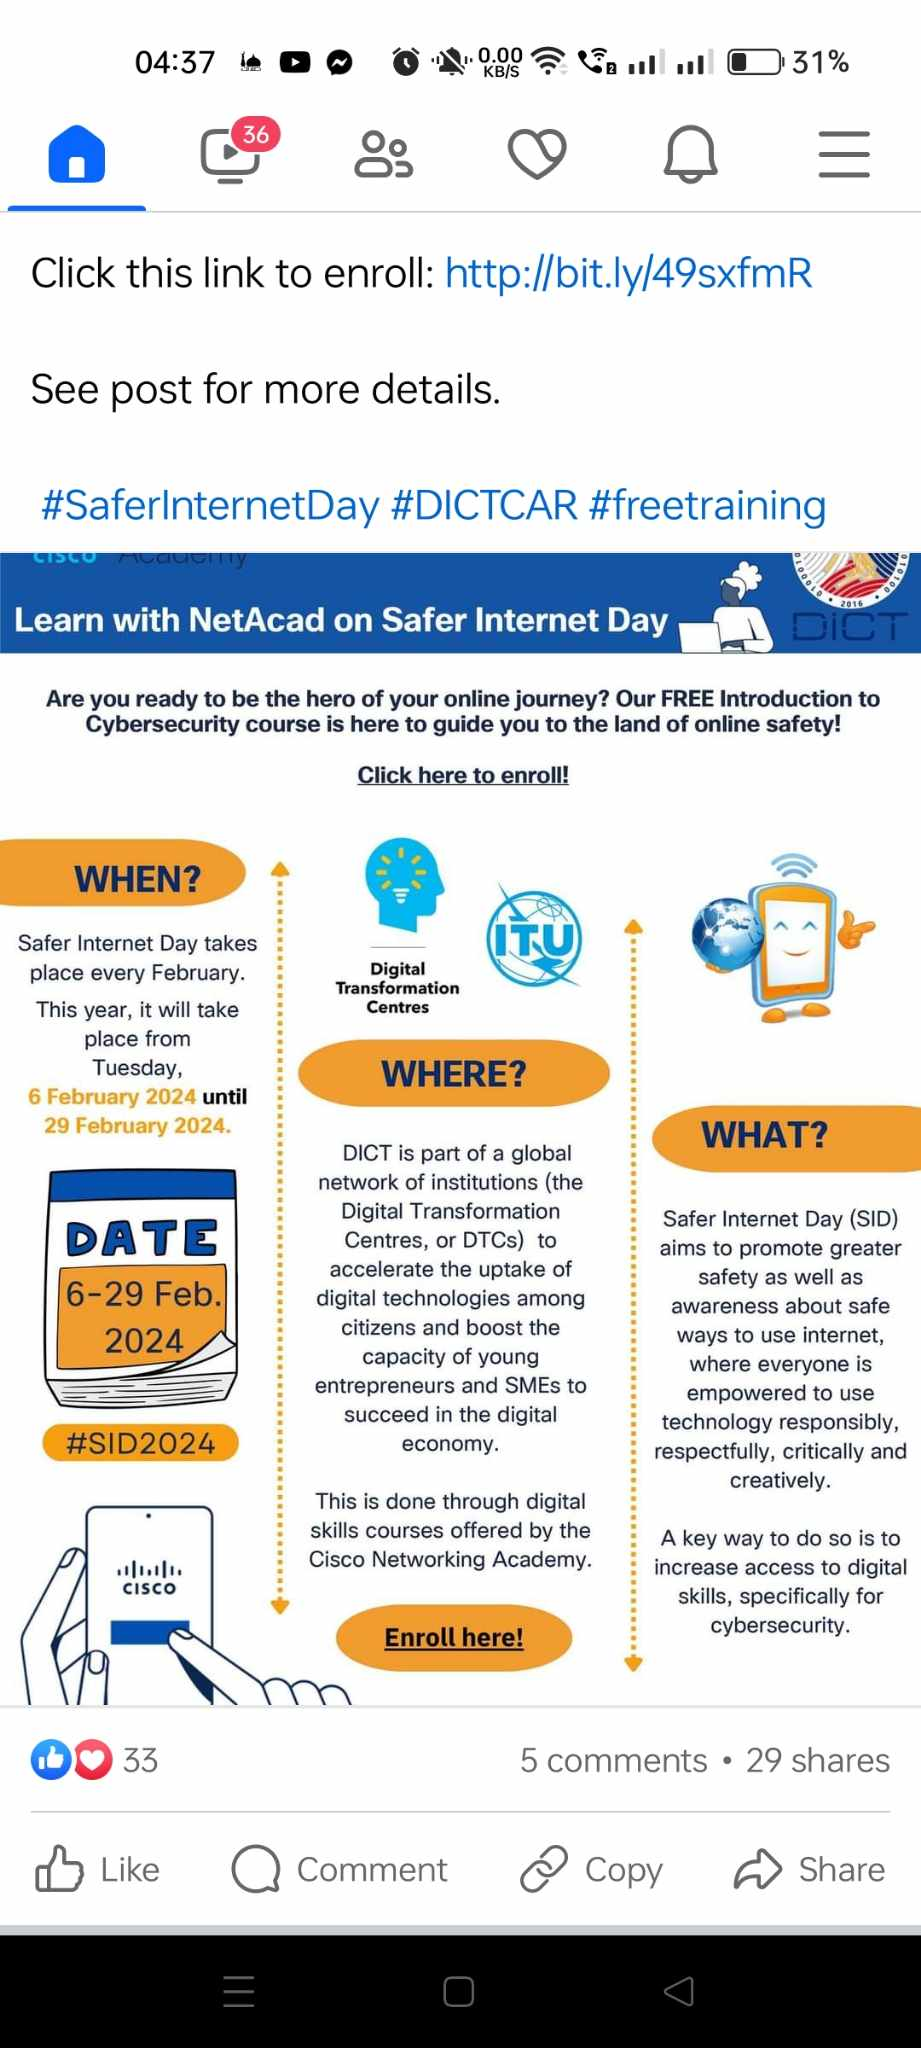 04:37
0.00
KB/S
2
31%
36
Click this link to enroll: http://bit.ly/49sxfmR
See post for more details.
#SaferInternetDay #DICTCAR #freetraining
cisco Academy
Learn with NetAcad on Safer Internet Day
2016
DICT
Are you ready to be the hero of your online journey? Our FREE Introduction to
Cybersecurity course is here to guide you to the land of online safety!
Click here to enroll!
WHEN?
Safer Internet Day takes
place every February.
This year, it will take
place from
Tuesday,
6 February 2024 until
29 February 2024.
DATE
6-29 Feb.
2024
#SID2024
CISCO
Digital
Transformation
Centres
ITU
WHERE?
DICT is part of a global
network of institutions (the
Digital Transformation
Centres, or DTCs) to
accelerate the uptake of
digital technologies among
citizens and boost the
capacity of young
entrepreneurs and SMEs to
succeed in the digital
economy.
This is done through digital
skills courses offered by the
Cisco Networking Academy.
Enroll here!
WHAT?
Safer Internet Day (SID)
aims to promote greater
safety as well as
awareness about safe
ways to use internet,
where everyone is
empowered to use
technology responsibly,
respectfully, critically and
creatively.
A key way to do so is to
increase access to digital
skills, specifically for
cybersecurity.
33
5 comments • 29 shares
Like
Comment
Copy
Share